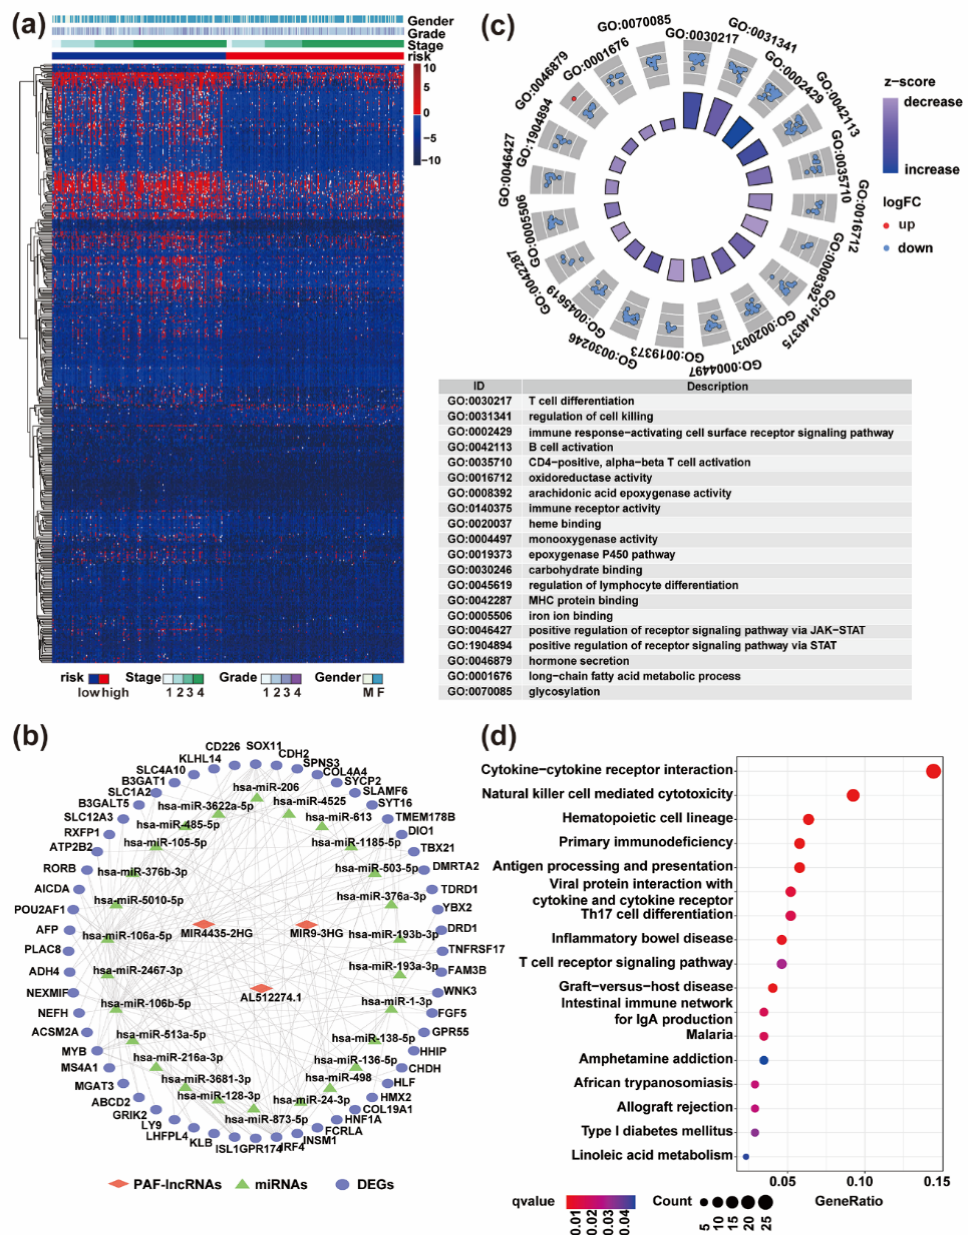 (a)
Gender
Grade
Stage
risk
10
5
0
−5
−10
risk
low high
Stage
1 2 3 4
Grade
1 2 3 4
Gender
M F
(c)
GO:0030217
GO:0031341
GO:0002429
GO:0042113
GO:0035710
GO:0016712
GO:0008392
GO:0140375
GO:0020037
GO:0004497
GO:0019373
GO:0030246
GO:0045619
GO:0042287
GO:0005506
GO:0046427
GO:1904894
GO:0046879
GO:0001676
GO:0070085
z−score
decrease
increase
logFC
up
down
ID Description
GO:0030217 T cell differentiation
GO:0031341 regulation of cell killing
GO:0002429 immune response−activating cell surface receptor signaling pathway
GO:0042113 B cell activation
GO:0035710 CD4−positive, alpha−beta T cell activation
GO:0016712 oxidoreductase activity
GO:0008392 arachidonic acid epoxygenase activity
GO:0140375 immune receptor activity
GO:0020037 heme binding
GO:0004497 monooxygenase activity
GO:0019373 epoxygenase P450 pathway
GO:0030246 carbohydrate binding
GO:0045619 regulation of lymphocyte differentiation
GO:0042287 MHC protein binding
GO:0005506 iron ion binding
GO:0046427 positive regulation of receptor signaling pathway via JAK−STAT
GO:1904894 positive regulation of receptor signaling pathway via STAT
GO:0046879 hormone secretion
GO:0001676 long−chain fatty acid metabolic process
GO:0070085 glycosylation
(b)
SOX11
CDH2
SPNS3
COL4A4
SYCP2
SLAMF6
SYT16
TMEM178B
DIO1
TBX21
DMRTA2
TDRD1
YBX2
DRD1
TNFRSF17
FAM3B
WNK3
FGF5
GPR55
HHIP
CHDH
HLF
HMX2
COL19A1
HNF1A
FCRLA
INSM1
IRF4
GPR174
ISL1
KLB
LHFPL4
LY9
GRIK2
ABCD2
MGAT3
MS4A1
MYB
ACSM2A
NEFH
NEXMIF
ADH4
PLAC8
AFP
POU2AF1
AICDA
RORB
ATP2B2
RXFP1
SLC12A3
B3GALT5
SLC1A2
B3GAT1
SLC4A10
KLHL14
CD226
hsa-miR-206
hsa-miR-4525
hsa-miR-613
hsa-miR-1185-5p
hsa-miR-503-5p
hsa-miR-376a-3p
hsa-miR-193b-3p
hsa-miR-193a-3p
hsa-miR-1-3p
hsa-miR-138-5p
hsa-miR-136-5p
hsa-miR-498
hsa-miR-24-3p
hsa-miR-873-5p
hsa-miR-128-3p
hsa-miR-3681-3p
hsa-miR-216a-3p
hsa-miR-513a-5p
hsa-miR-106b-5p
hsa-miR-2467-3p
hsa-miR-106a-5p
hsa-miR-5010-5p
hsa-miR-376b-3p
hsa-miR-105-5p
hsa-miR-485-5p
hsa-miR-3622a-5p
MIR4435-2HG
MIR9-3HG
AL512274.1
PAF-lncRNAs
miRNAs
DEGs
(d)
Cytokine−cytokine receptor interaction
Natural killer cell mediated cytotoxicity
Hematopoietic cell lineage
Primary immunodeficiency
Antigen processing and presentation
Viral protein interaction with
cytokine and cytokine receptor
Th17 cell differentiation
Inflammatory bowel disease
T cell receptor signaling pathway
Graft−versus−host disease
Intestinal immune network
for IgA production
Malaria
Amphetamine addiction
African trypanosomiasis
Allograft rejection
Type I diabetes mellitus
Linoleic acid metabolism
0.05 0.10 0.15
GeneRatio
qvalue
0.01 0.02 0.03 0.04
Count
5 10 15 20 25